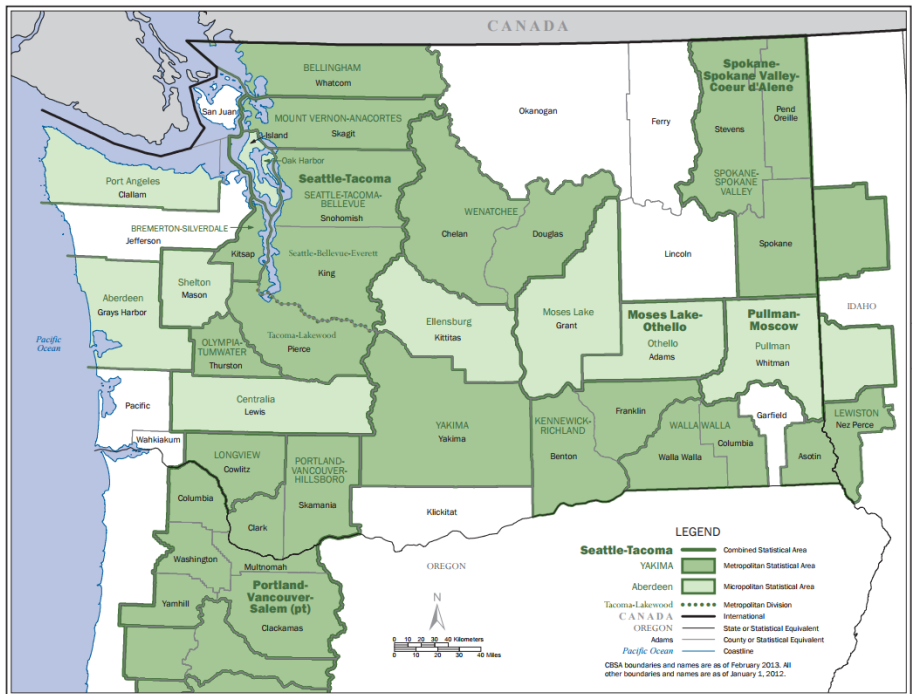 CANADA
BELLINGHAM
Whatcom
San Juan
MOUNT VERNON-ANACORTES
Skagit
Island
Oak Harbor
Okanogan
Ferry
Spokane-
Spokane Valley-
Coeur d'Alene
Stevens
Pend
Oreille
SPOKANE-
SPOKANE
VALLEY
Spokane
Port Angeles
Clallam
Seattle-Tacoma
SEATTLE-TACOMA-
BELLEVUE
Snohomish
BREMERTON-SILVERDALE
Jefferson
Kitsap
Seattle-Bellevue-Everett
King
WENATCHEE
Chelan
Douglas
Lincoln
IDAHO
Shelton
Mason
Aberdeen
Grays Harbor
Pacific
Ocean
Ellensburg
Kittitas
Moses Lake
Grant
Moses Lake-
Othello
Othello
Adams
Pullman-
Moscow
Pullman
Whitman
OLYMPIA-
TUMWATER
Thurston
Tacoma-Lakewood
Pierce
Pacific
Centralia
Lewis
YAKIMA
Yakima
KENNEWICK-
RICHLAND
Benton
Franklin
WALLA WALLA
Walla Walla
Columbia
Garfield
Asotin
LEWISTON
Nez Perce
Wahkiakum
LONGVIEW
Cowlitz
PORTLAND-
VANCOUVER-
HILLSBORO
Skamania
Columbia
Clark
Klickitat
Washington
Multnomah
Yamhill
Portland-
Vancouver-
Salem (pt)
Clackamas
OREGON
N
0 10 20 30 40 Kilometers
0 10 20 30 40 Miles
LEGEND
Seattle-Tacoma Combined Statistical Area
YAKIMA Metropolitan Statistical Area
Aberdeen Micropolitan Statistical Area
Tacoma-Lakewood Metropolitan Division
CANADA International
OREGON State or Statistical Equivalent
Adams County or Statistical Equivalent
Pacific Ocean Coastline
CBSA boundaries and names are as of February 2013. All
other boundaries and names are as of January 1, 2012.